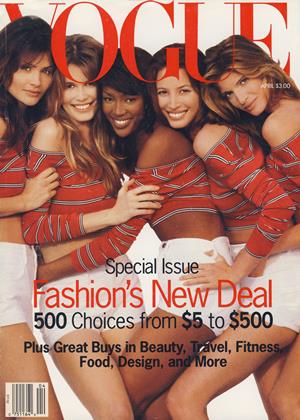 VOGUE
APRIL $3.00
Special Issue
Fashion's New Deal
500 Choices from $5 to $500
Plus Great Buys in Beauty, Travel, Fitness,
Food, Design, and More
04